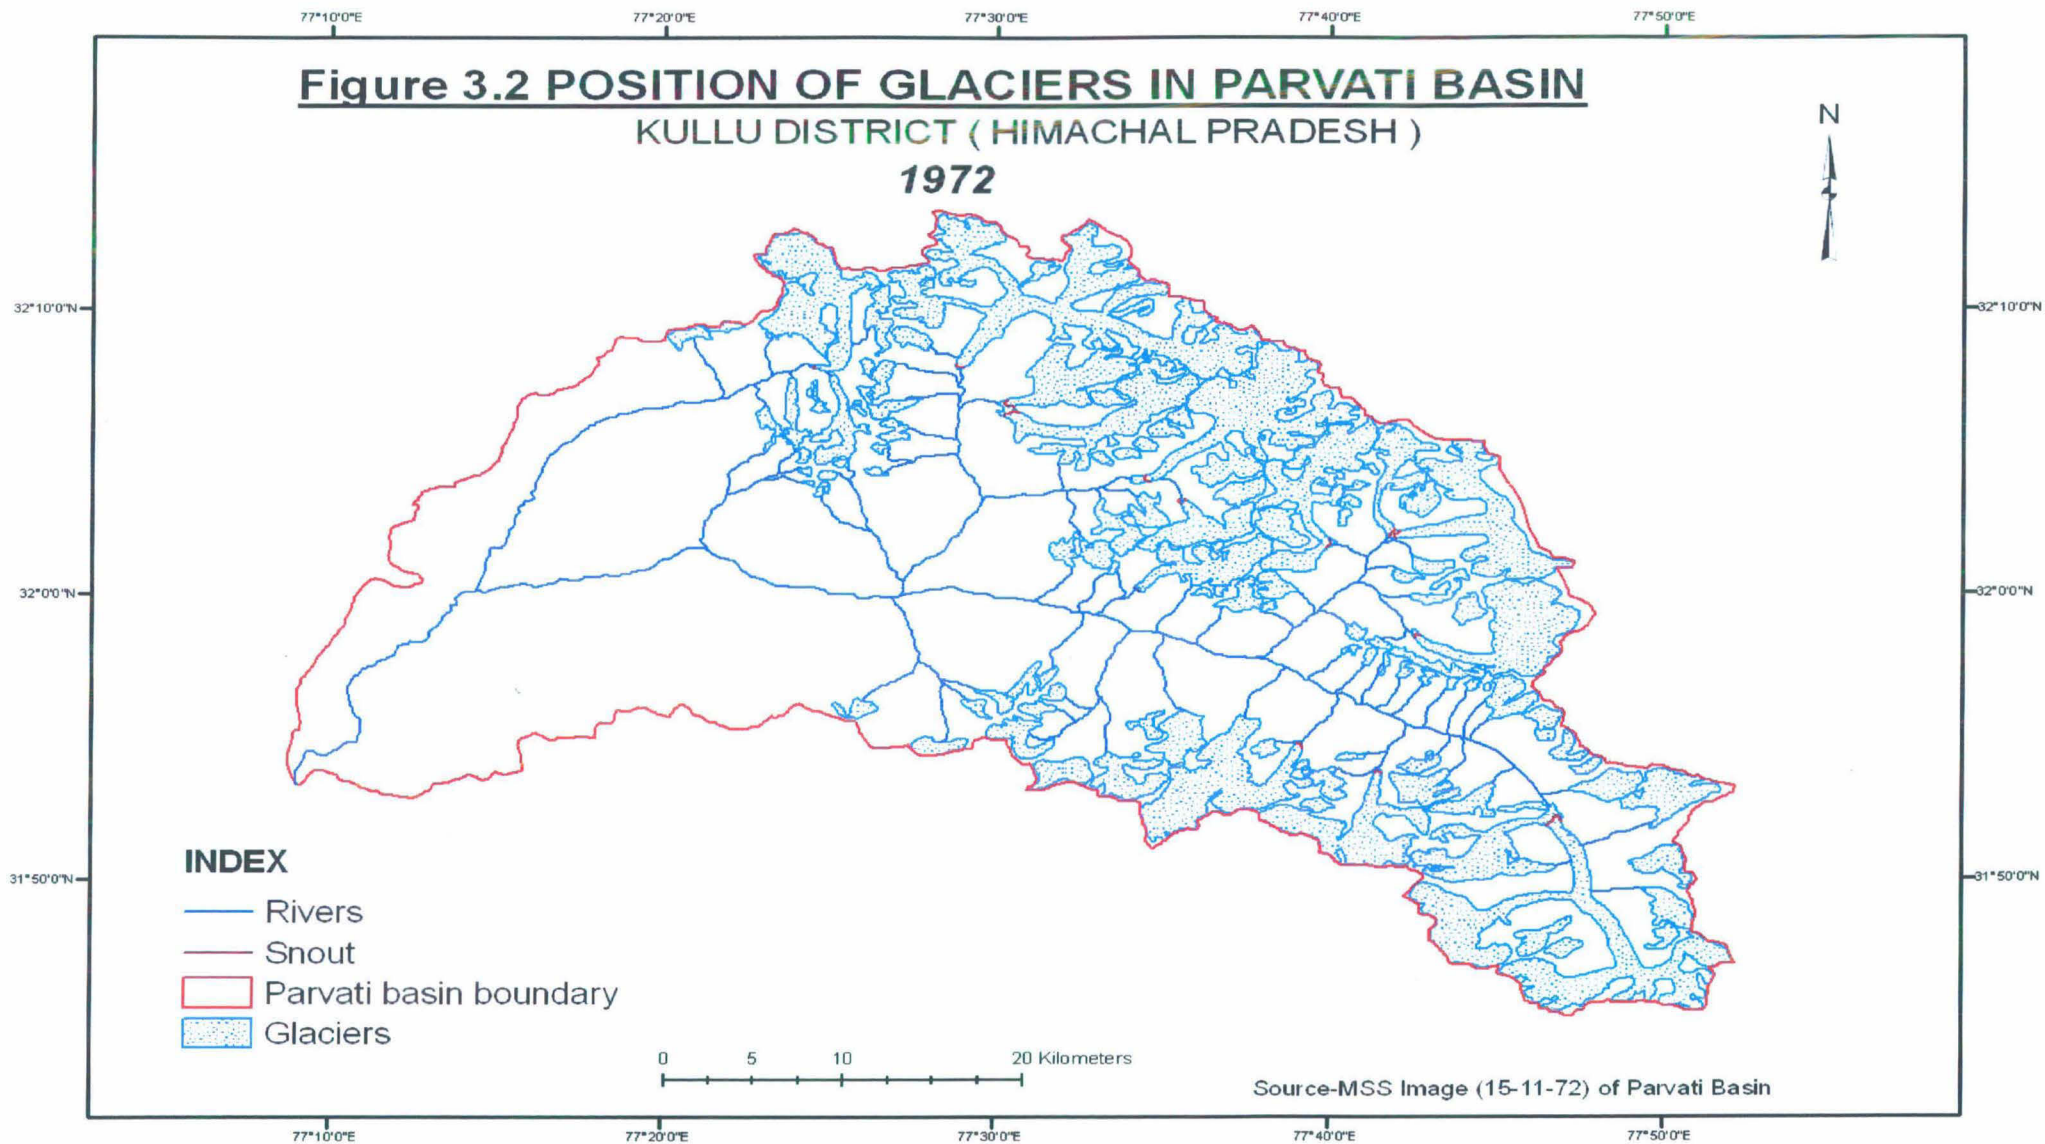 77°10'0"E 77°20'0"E 77°30'0"E 77°40'0"E 77°50'0"E
Figure 3.2 POSITION OF GLACIERS IN PARVATI BASIN
KULLU DISTRICT ( HIMACHAL PRADESH )
1972
N
32°10'0"N 32°10'0"N
32°0'0"N 32°0'0"N
31°50'0"N 31°50'0"N
INDEX
Rivers
Snout
Parvati basin boundary
Glaciers
0 5 10 20 Kilometers
Source-MSS Image (15-11-72) of Parvati Basin
77°10'0"E 77°20'0"E 77°30'0"E 77°40'0"E 77°50'0"E